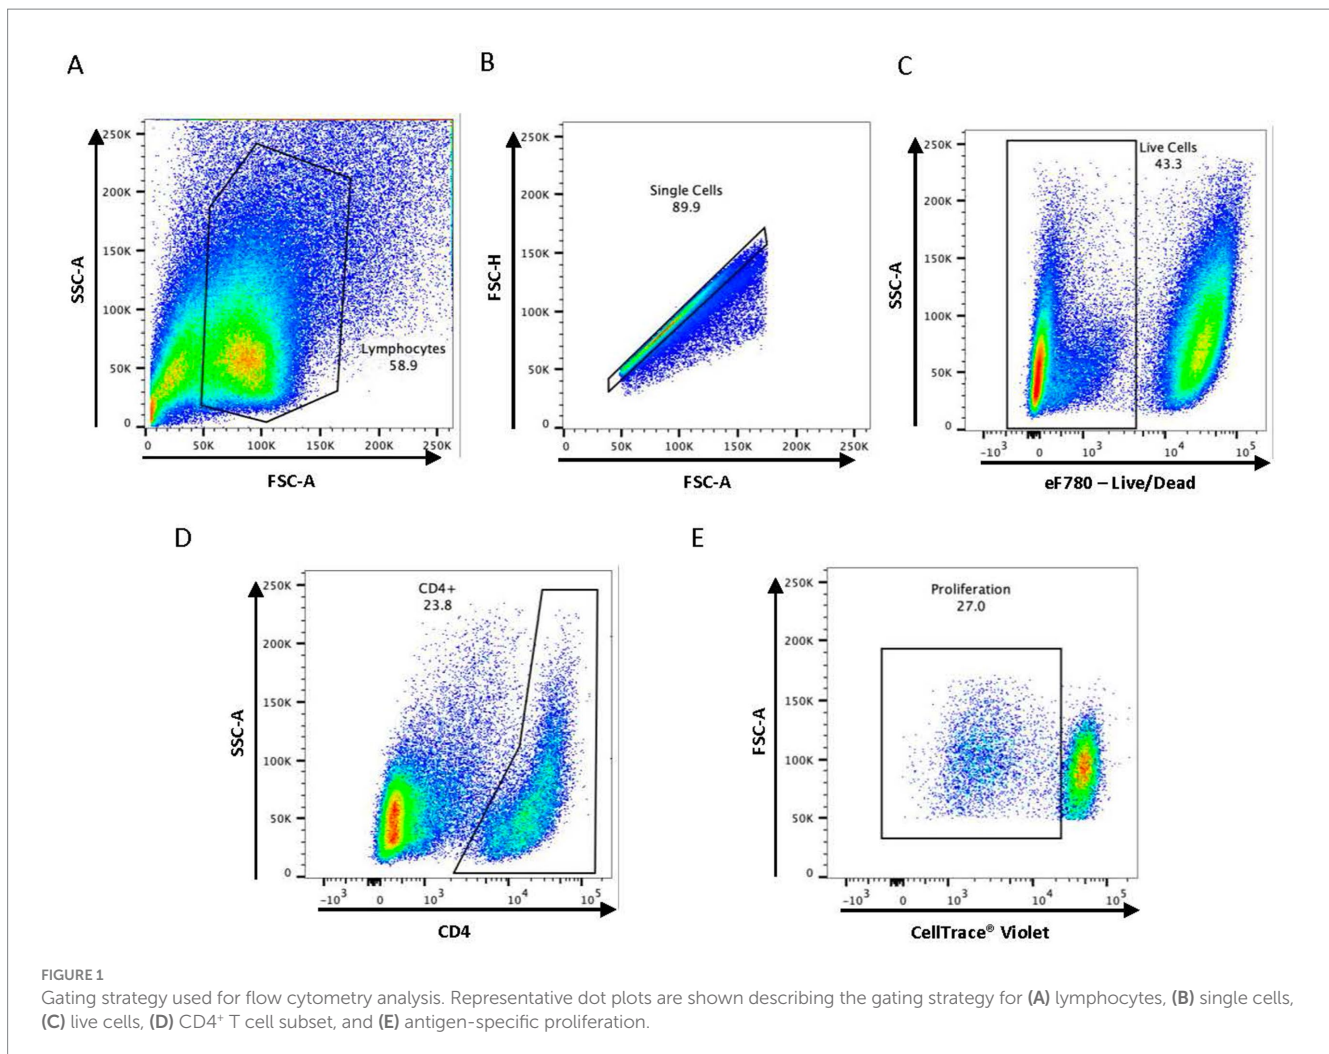 A
B
C
250K
200K
150K
100K
50K
0
SSC-A
Lymphocytes
58.9
0 50K 100K 150K 200K 250K
FSC-A
250K
200K
150K
100K
50K
0
FSC-H
Single Cells
89.9
0 50K 100K 150K 200K 250K
FSC-A
250K
200K
150K
100K
50K
0
SSC-A
Live Cells
43.3
-10³ 0 10³ 10⁴ 10⁵
eF780 – Live/Dead
D
E
250K
200K
150K
100K
50K
0
SSC-A
CD4+
23.8
-10³ 0 10³ 10⁴ 10⁵
CD4
250K
200K
150K
100K
50K
0
FSC-A
Proliferation
27.0
-10³ 0 10³ 10⁴ 10⁵
CellTrace® Violet
FIGURE 1
Gating strategy used for flow cytometry analysis. Representative dot plots are shown describing the gating strategy for (A) lymphocytes, (B) single cells,
(C) live cells, (D) CD4⁺ T cell subset, and (E) antigen-specific proliferation.